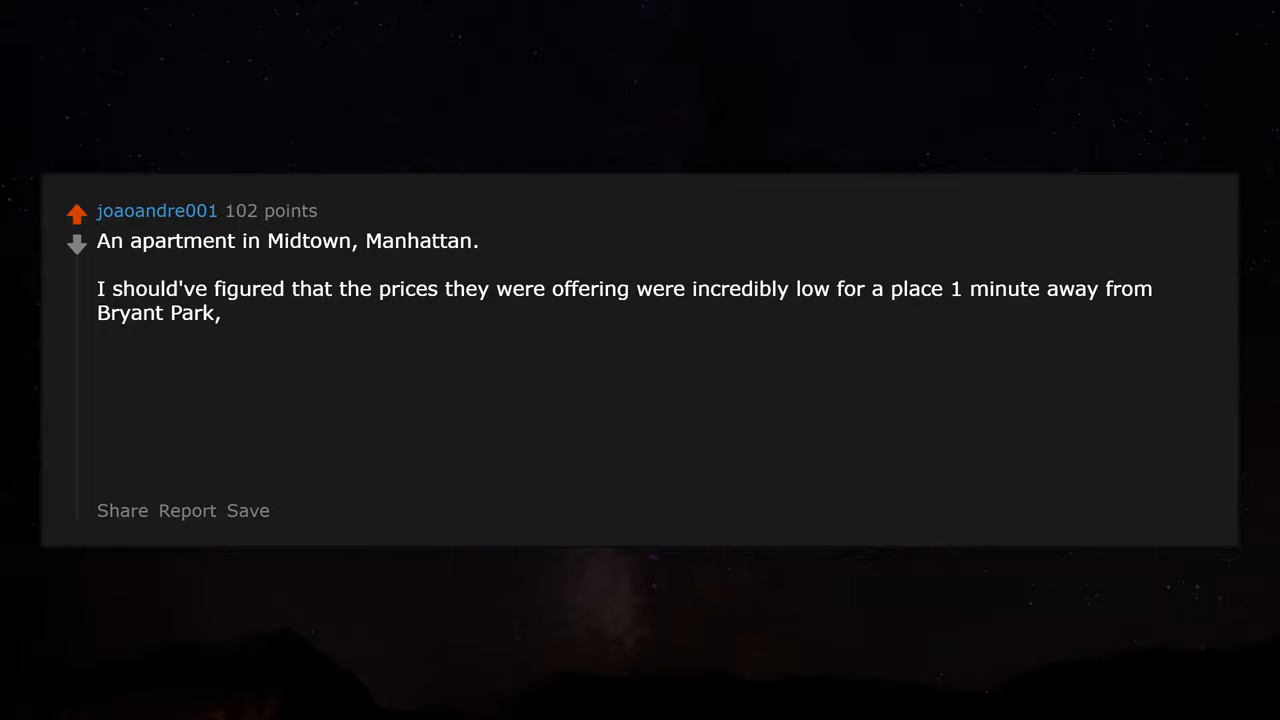 joaoandre001 102 points
An apartment in Midtown, Manhattan.
I should've figured that the prices they were offering were incredibly low for a place 1 minute away from
Bryant Park,
Share Report Save